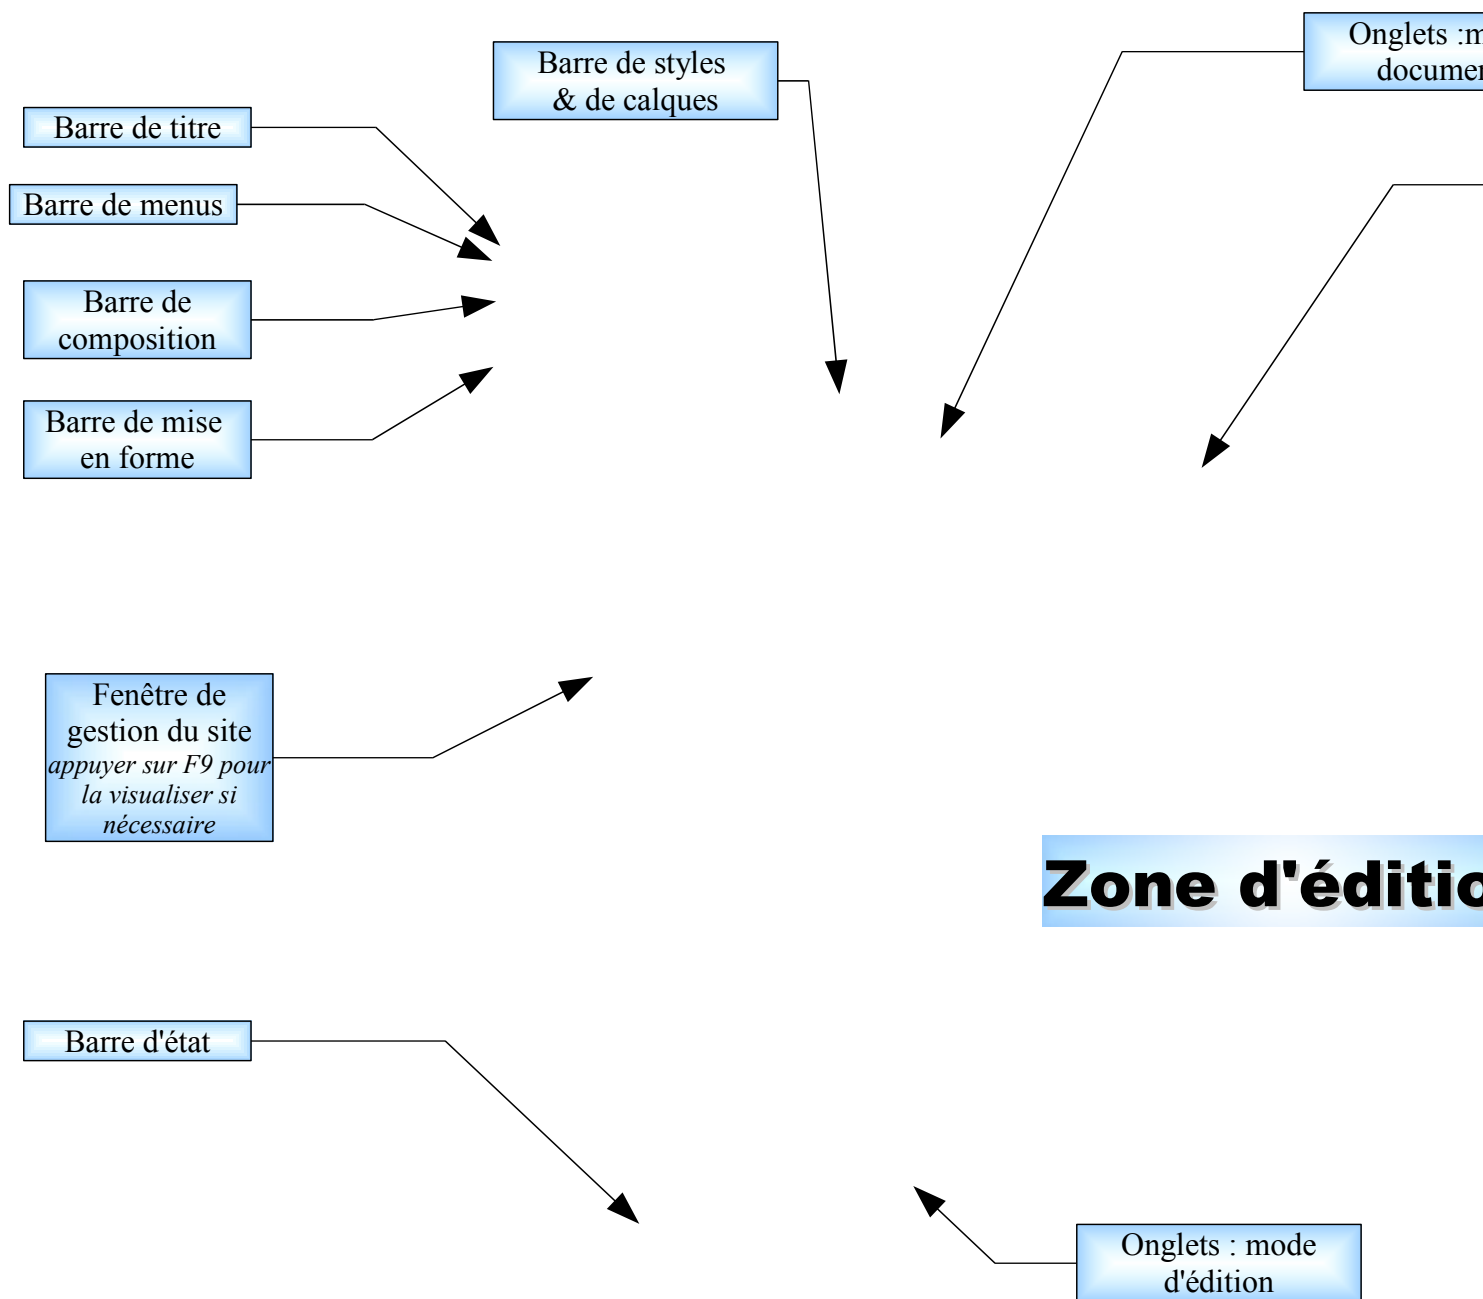 Onglets :m
documen
Barre de styles
& de calques
Barre de titre
Barre de menus
Barre de
composition
Barre de mise
en forme
Fenêtre de
gestion du site
appuyer sur F9 pour
la visualiser si
nécessaire
Zone d'éditio
Barre d'état
Onglets : mode
d'édition